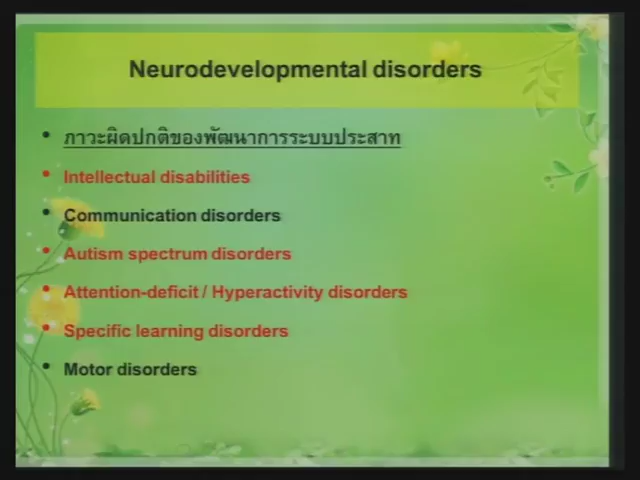 Neurodevelopmental disorders
• ภาวะผิดปกติของพัฒนาการระบบประสาท
• Intellectual disabilities
• Communication disorders
• Autism spectrum disorders
• Attention-deficit / Hyperactivity disorders
• Specific learning disorders
• Motor disorders